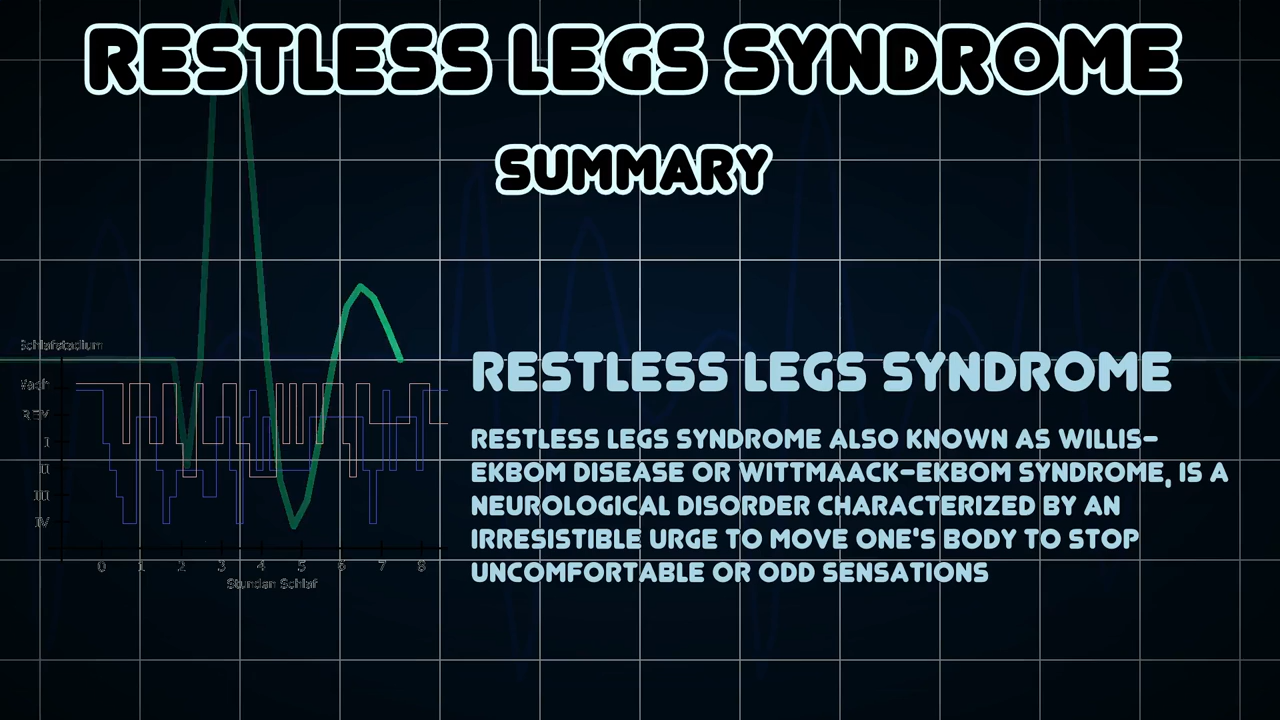 RESTLESS LEGS SYNDROME
SUMMARY
Schlafstadium
RESTLESS LEGS SYNDROME
RESTLESS LEGS SYNDROME ALSO KNOWN AS WILLIS-
EKBOM DISEASE OR WITTMAACK-EKBOM SYNDROME, IS A
NEUROLOGICAL DISORDER CHARACTERIZED BY AN
IRRESISTIBLE URGE TO MOVE ONE'S BODY TO STOP
UNCOMFORTABLE OR ODD SENSATIONS
I
II
III
IV
0 1 2 3 4 5 6 7 8
Stunden Schlaf